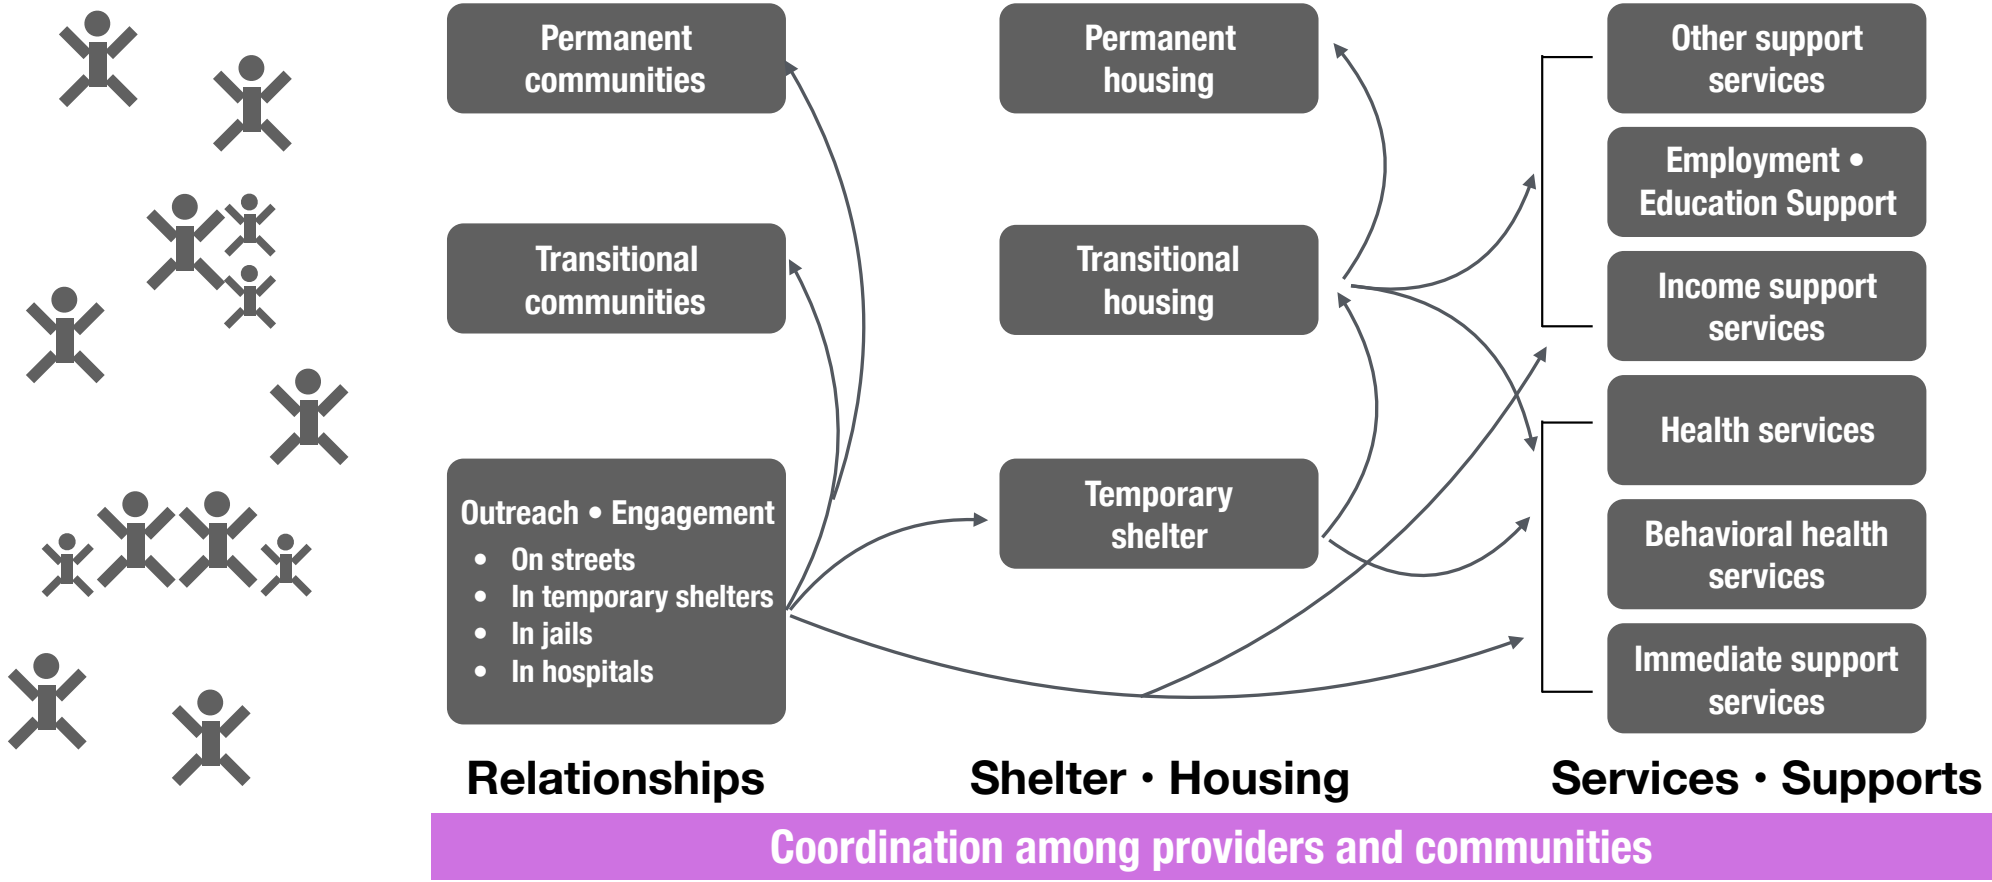 Permanent
communities
Transitional
communities
Outreach • Engagement
• On streets
• In temporary shelters
• In jails
• In hospitals
Relationships
Permanent
housing
Transitional
housing
Temporary
shelter
Shelter • Housing
Other support
services
Employment •
Education Support
Income support
services
Health services
Behavioral health
services
Immediate support
services
Services • Supports
Coordination among providers and communities